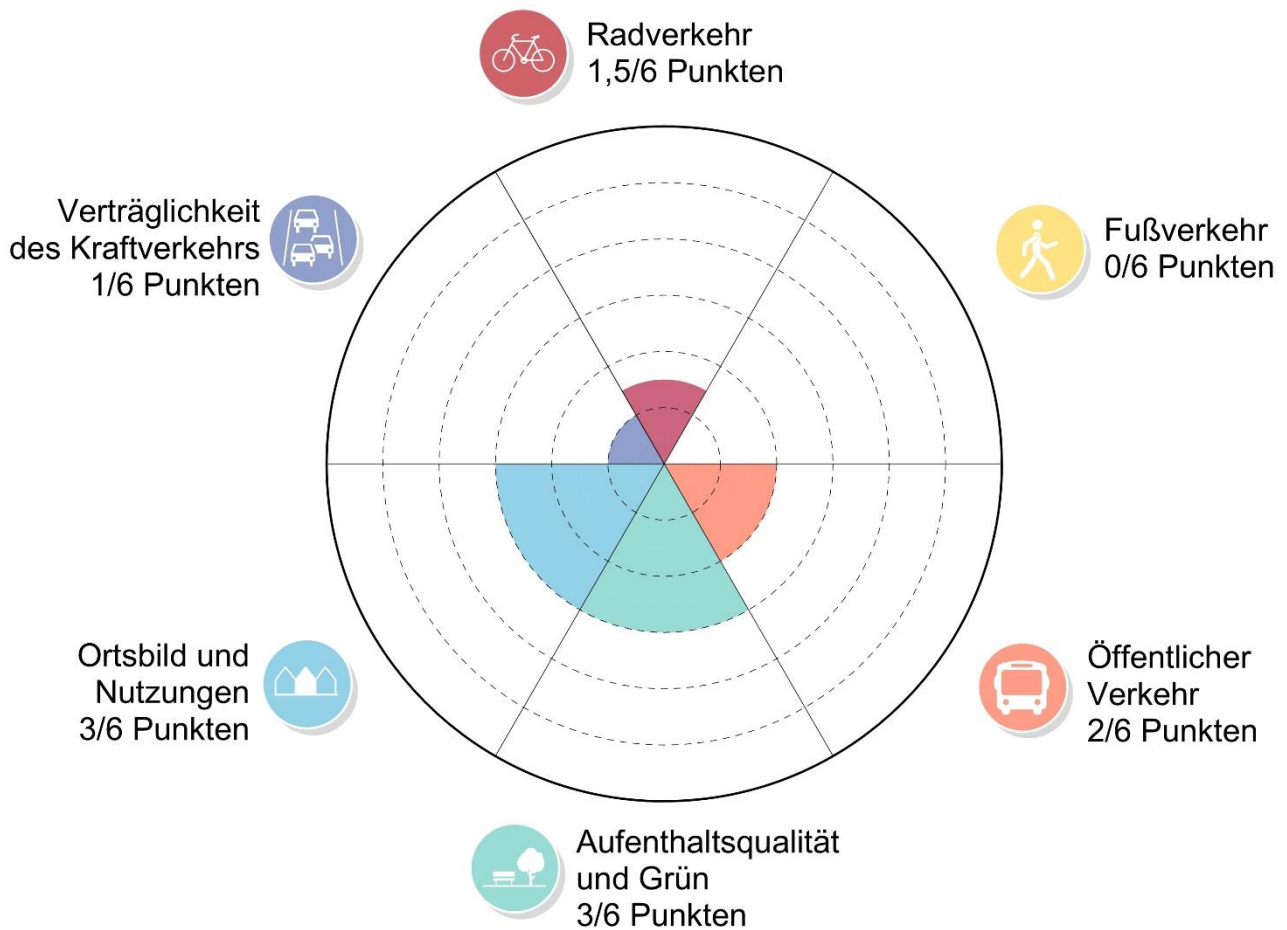 Radverkehr
1,5/6 Punkten
Verträglichkeit
des Kraftverkehrs
1/6 Punkten
Fußverkehr
0/6 Punkten
Ortsbild und
Nutzungen
3/6 Punkten
Öffentlicher
Verkehr
2/6 Punkten
Aufenthaltsqualität
und Grün
3/6 Punkten